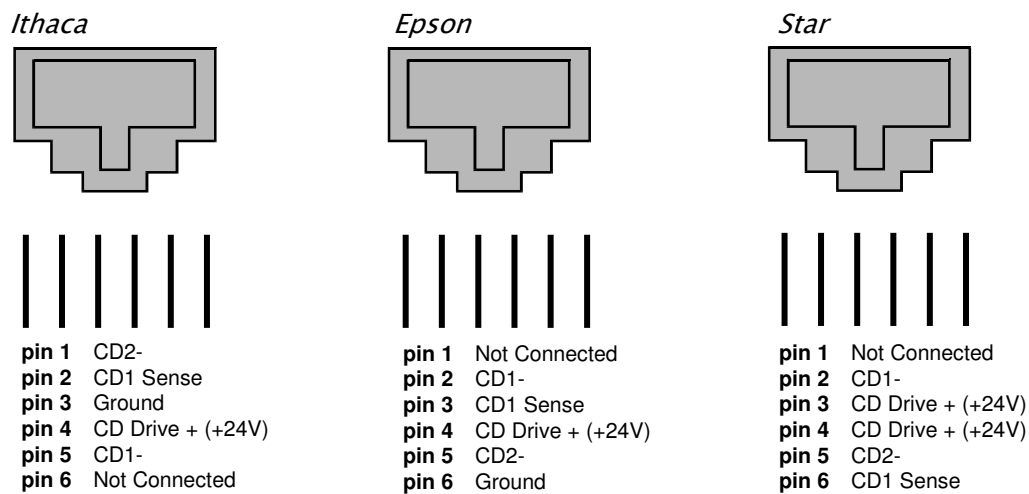 Ithaca
pin 1 CD2-
pin 2 CD1 Sense
pin 3 Ground
pin 4 CD Drive + (+24V)
pin 5 CD1-
pin 6 Not Connected
Epson
pin 1 Not Connected
pin 2 CD1-
pin 3 CD1 Sense
pin 4 CD Drive + (+24V)
pin 5 CD2-
pin 6 Ground
Star
pin 1 Not Connected
pin 2 CD1-
pin 3 CD Drive + (+24V)
pin 4 CD Drive + (+24V)
pin 5 CD2-
pin 6 CD1 Sense